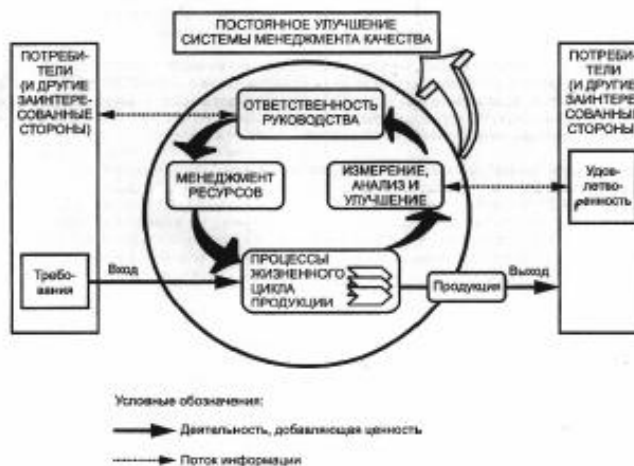 ПОСТОЯННОЕ УЛУЧШЕНИЕ
СИСТЕМЫ МЕНЕДЖМЕНТА КАЧЕСТВА
ПОТРЕБИ-
ТЕЛИ
(И ДРУГИЕ
ЗАИНТЕРЕ-
СОВАННЫЕ
СТОРОНЫ)
ОТВЕТСТВЕННОСТЬ
РУКОВОДСТВА
МЕНЕДЖМЕНТ
РЕСУРСОВ
ИЗМЕРЕНИЕ,
АНАЛИЗ И
УЛУЧШЕНИЕ
ПОТРЕБИ-
ТЕЛИ
(И ДРУГИЕ
ЗАИНТЕРЕ-
СОВАННЫЕ
СТОРОНЫ)
Удов-
летво-
ренность
Требо-
вания
Вход
ПРОЦЕССЫ
ЖИЗНЕННОГО
ЦИКЛА
ПРОДУКЦИИ
Продукция
Выход
Условные обозначения:
Деятельность, добавляющая ценность
Поток информации